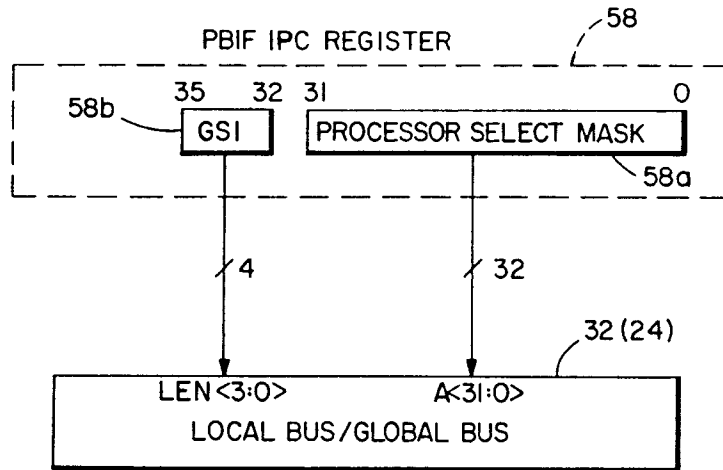 PBIF IPC REGISTER
58
35 32 31 0
58b
GSI
PROCESSOR SELECT MASK
58a
4
32
32(24)
LEN<3:0> A<31:0>
LOCAL BUS/GLOBAL BUS